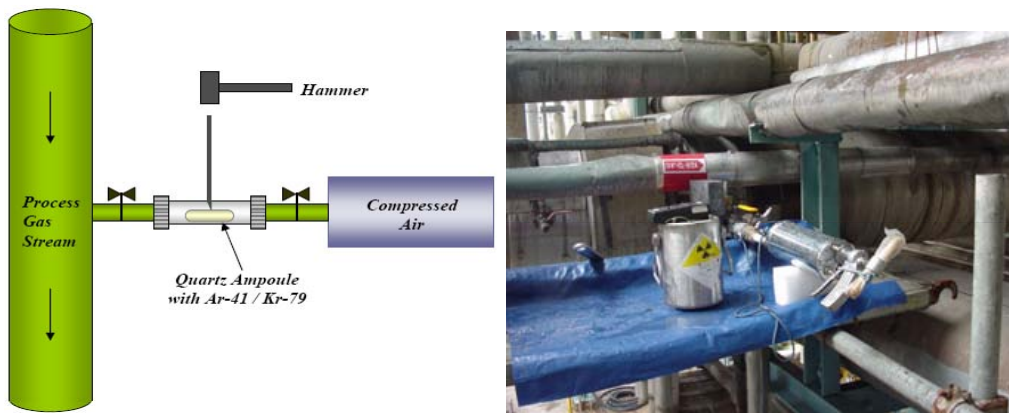 Hammer
Process
Gas
Stream
Compressed
Air
Quartz Ampoule
with Ar-41 / Kr-79